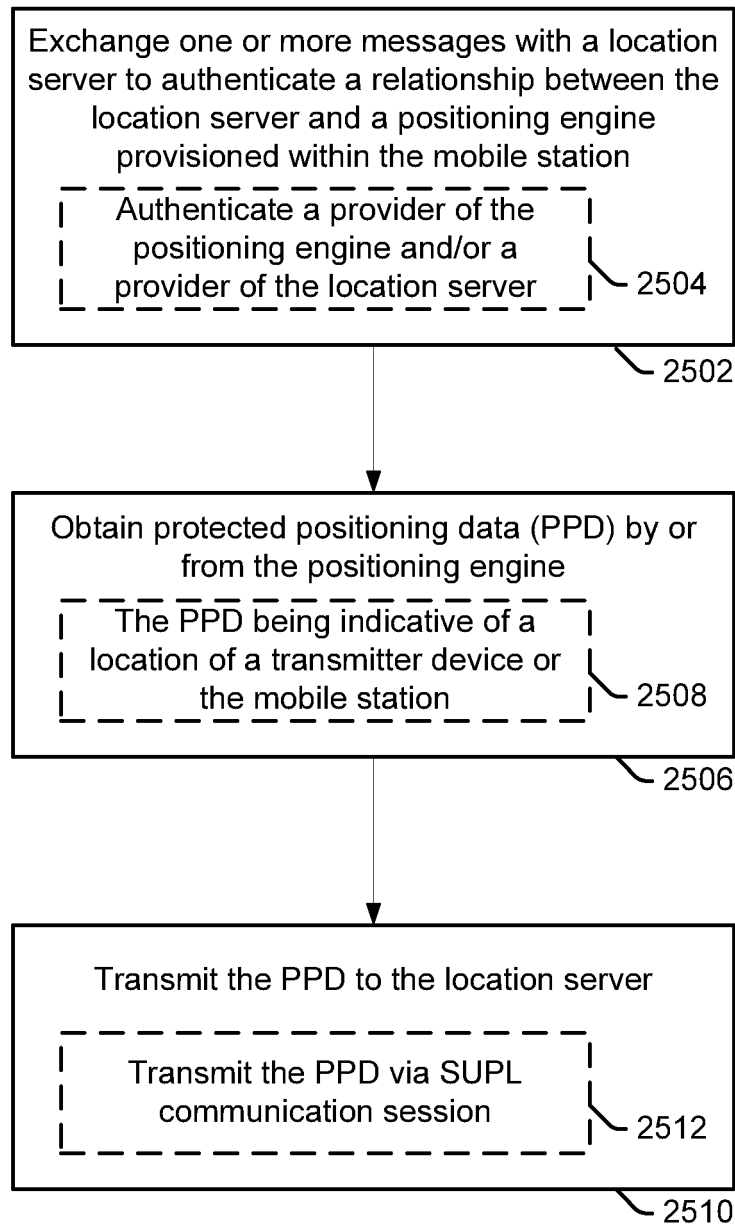 Exchange one or more messages with a location
server to authenticate a relationship between the
location server and a positioning engine
provisioned within the mobile station
Authenticate a provider of the
positioning engine and/or a
provider of the location server
2504
2502
Obtain protected positioning data (PPD) by or
from the positioning engine
The PPD being indicative of a
location of a transmitter device or
the mobile station
2508
2506
Transmit the PPD to the location server
Transmit the PPD via SUPL
communication session
2512
2510